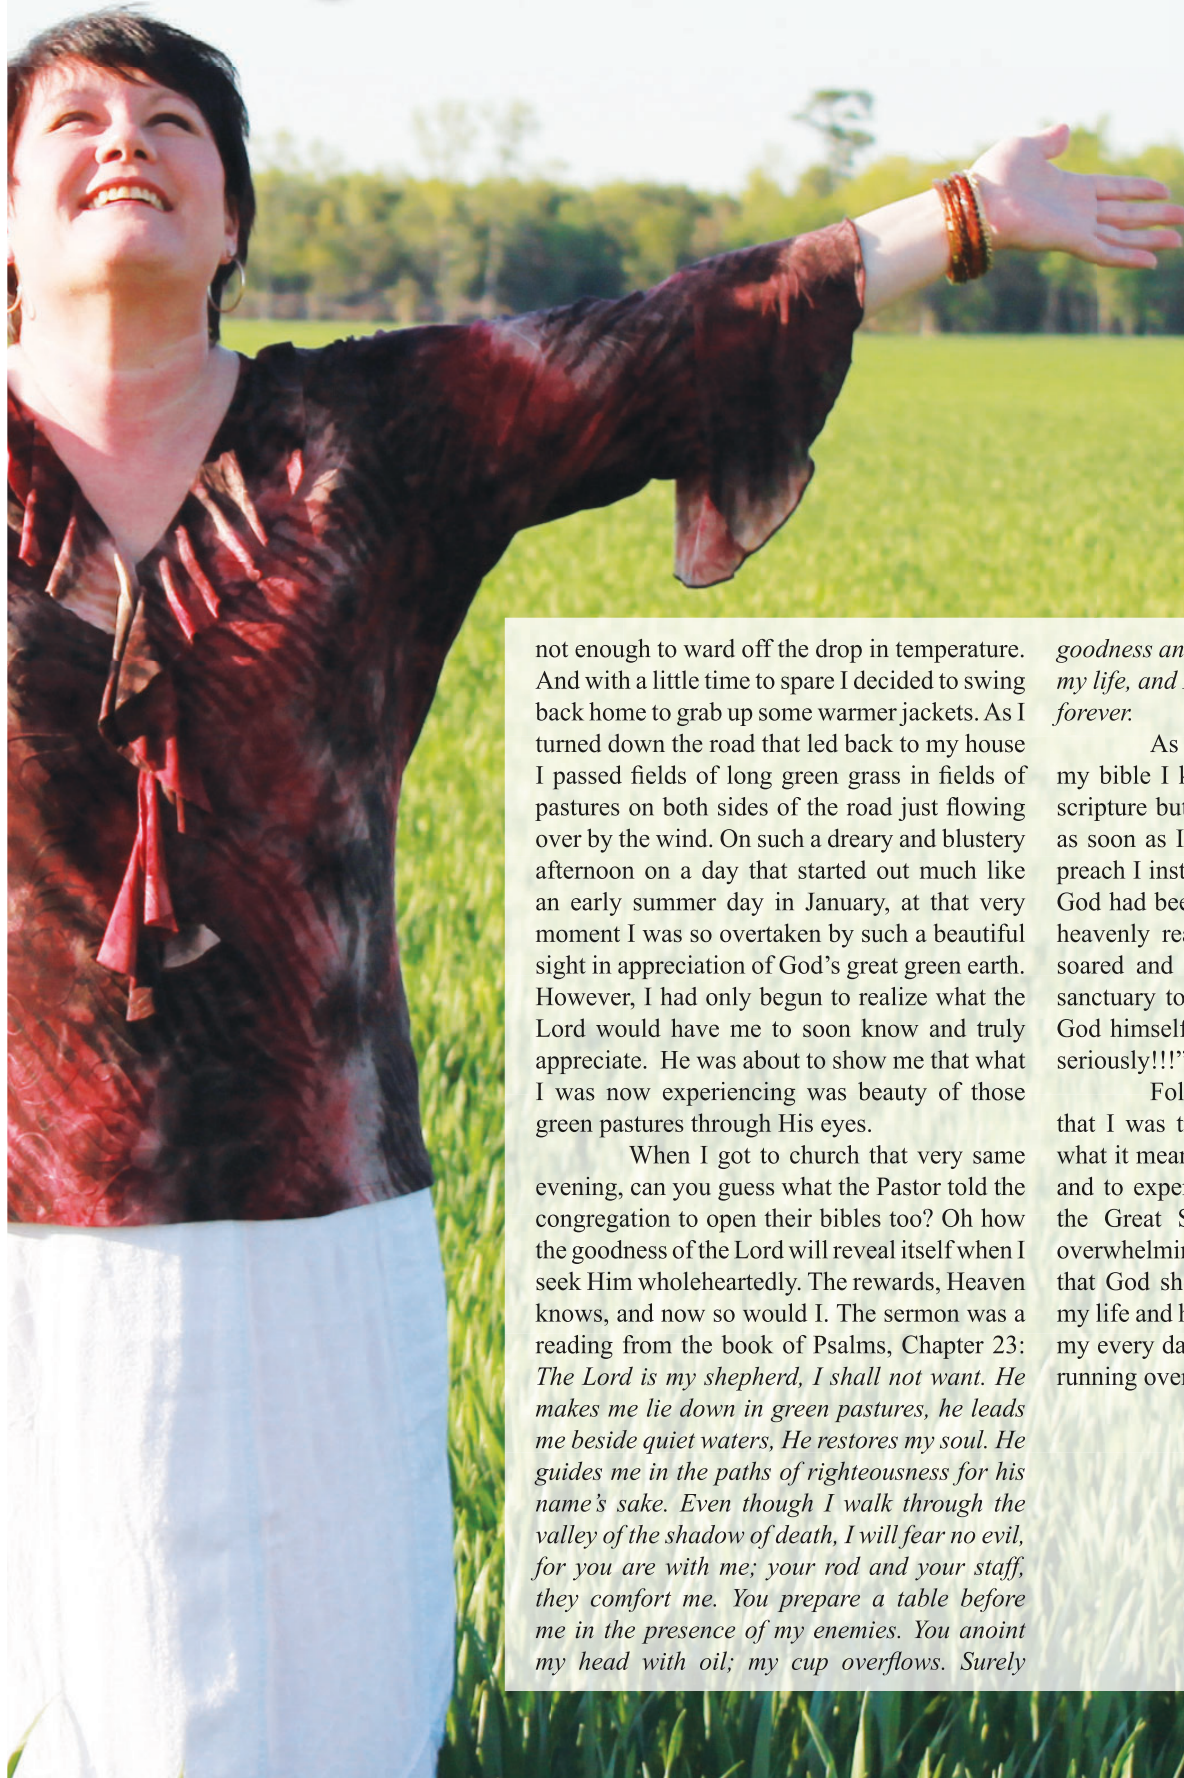 not enough to ward off the drop in temperature.
And with a little time to spare I decided to swing
back home to grab up some warmer jackets. As I
turned down the road that led back to my house
I passed fields of long green grass in fields of
pastures on both sides of the road just flowing
over by the wind. On such a dreary and blustery
afternoon on a day that started out much like
an early summer day in January, at that very
moment I was so overtaken by such a beautiful
sight in appreciation of God’s great green earth.
However, I had only begun to realize what the
Lord would have me to soon know and truly
appreciate.  He was about to show me that what
I was now experiencing was beauty of those
green pastures through His eyes.
When I got to church that very same
evening, can you guess what the Pastor told the
congregation to open their bibles too? Oh how
the goodness of the Lord will reveal itself when I
seek Him wholeheartedly. The rewards, Heaven
knows, and now so would I. The sermon was a
reading from the book of Psalms, Chapter 23:
The Lord is my shepherd, I shall not want. He
makes me lie down in green pastures, he leads
me beside quiet waters, He restores my soul. He
guides me in the paths of righteousness for his
name’s sake. Even though I walk through the
valley of the shadow of death, I will fear no evil,
for you are with me; your rod and your staff,
they comfort me. You prepare a table before
me in the presence of my enemies. You anoint
my head with oil; my cup overflows. Surely
goodness an
my life, and
forever.
As
my bible I
scripture but
as soon as I
preach I inst
God had bee
heavenly rea
soared and
sanctuary to
God himself
seriously!!!”
Fol
that I was t
what it mean
and to exper
the Great S
overwhelmin
that God sh
my life and h
my every da
running over